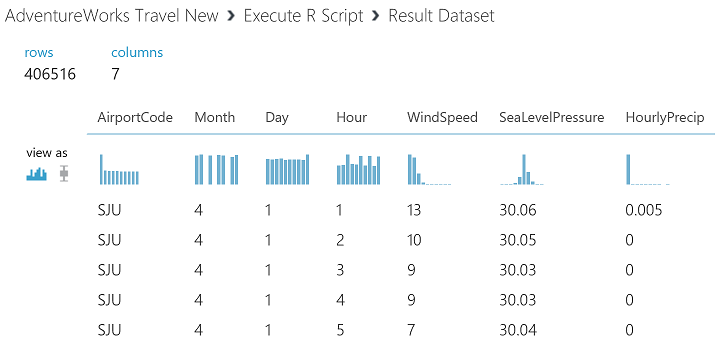 AdventureWorks Travel New ❯ Execute R Script ❯ Result Dataset
rows columns
406516 7
AirportCode Month Day Hour WindSpeed SeaLevelPressure HourlyPrecip
view as
SJU 4 1 1 13 30.06 0.005
SJU 4 1 2 10 30.05 0
SJU 4 1 3 9 30.03 0
SJU 4 1 4 9 30.03 0
SJU 4 1 5 7 30.04 0